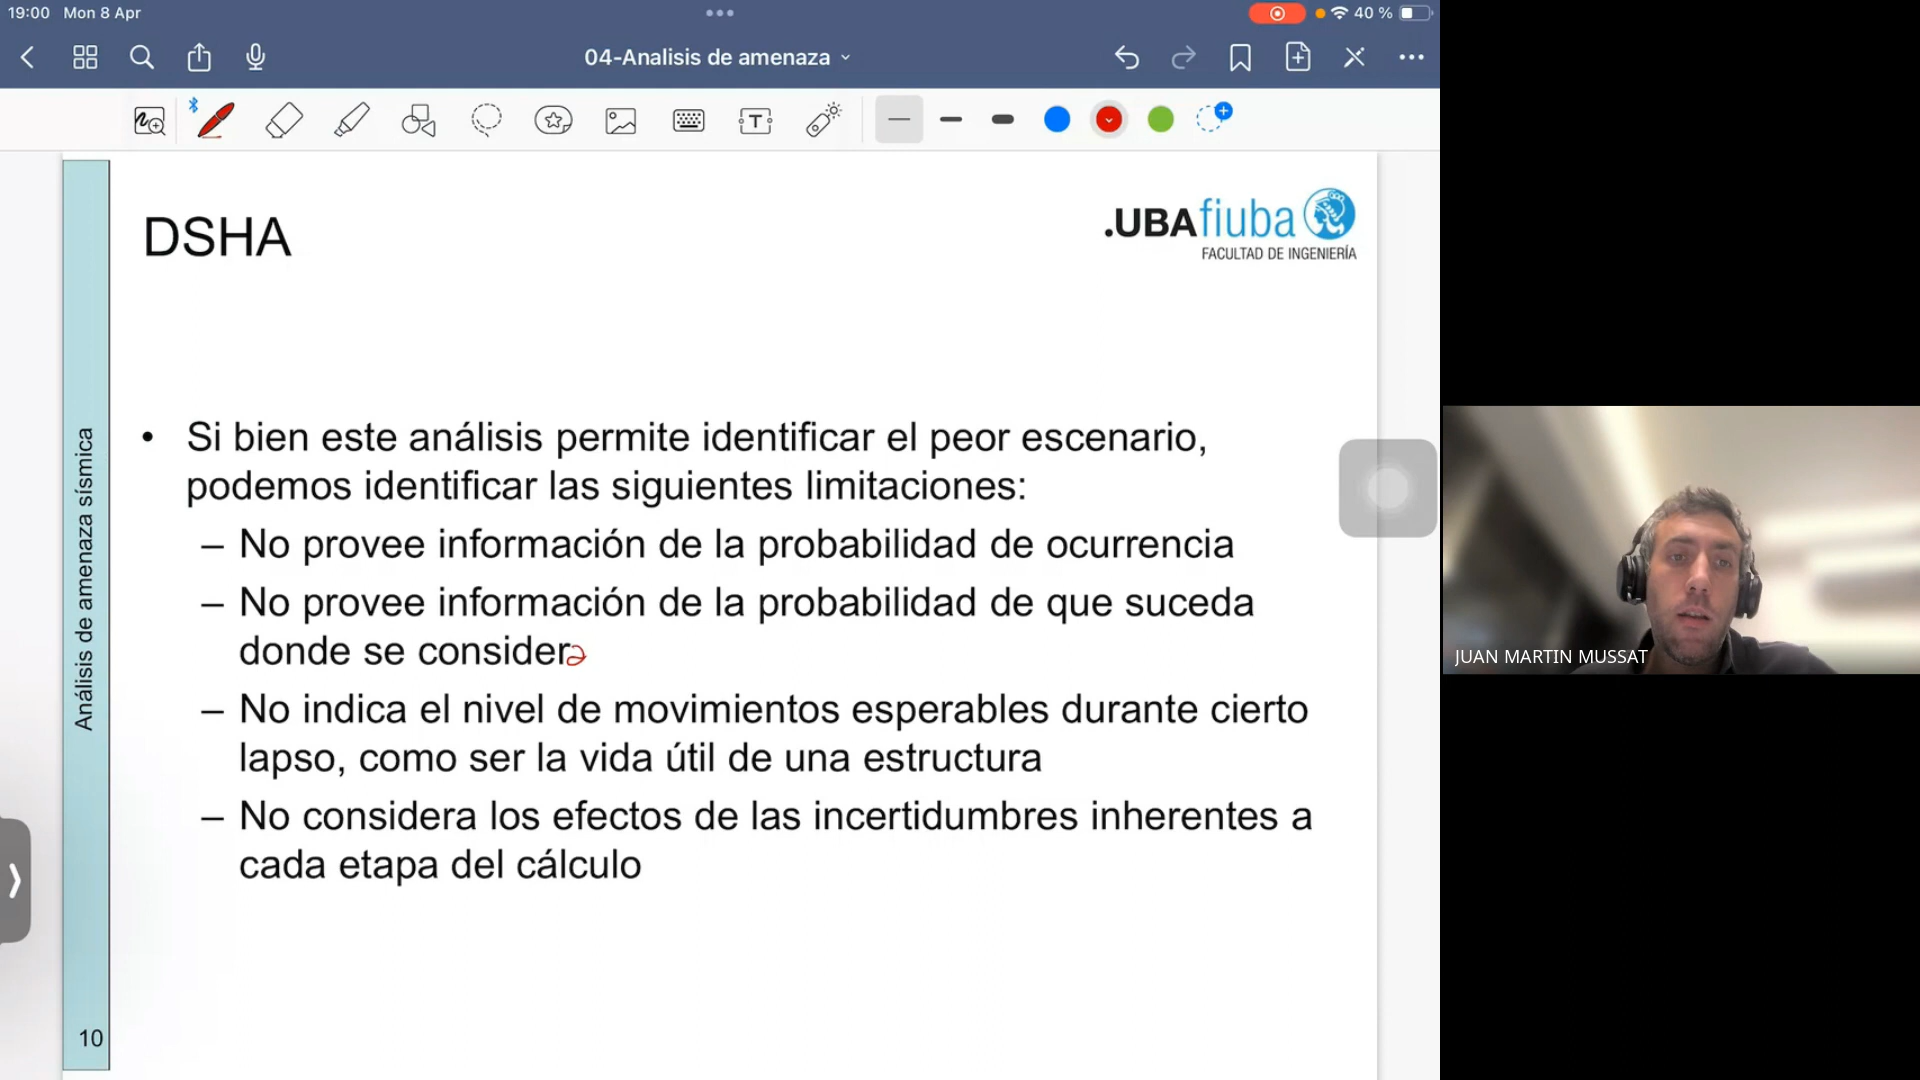 19:00 Mon 8 Apr
40 %
04-Analisis de amenaza
T
DSHA
.UBAfiuba
FACULTAD DE INGENIERÍA
• Si bien este análisis permite identificar el peor escenario,
podemos identificar las siguientes limitaciones:
– No provee información de la probabilidad de ocurrencia
– No provee información de la probabilidad de que suceda
donde se considera
– No indica el nivel de movimientos esperables durante cierto
lapso, como ser la vida útil de una estructura
– No considera los efectos de las incertidumbres inherentes a
cada etapa del cálculo
Análisis de amenaza sísmica
10
JUAN MARTIN MUSSAT